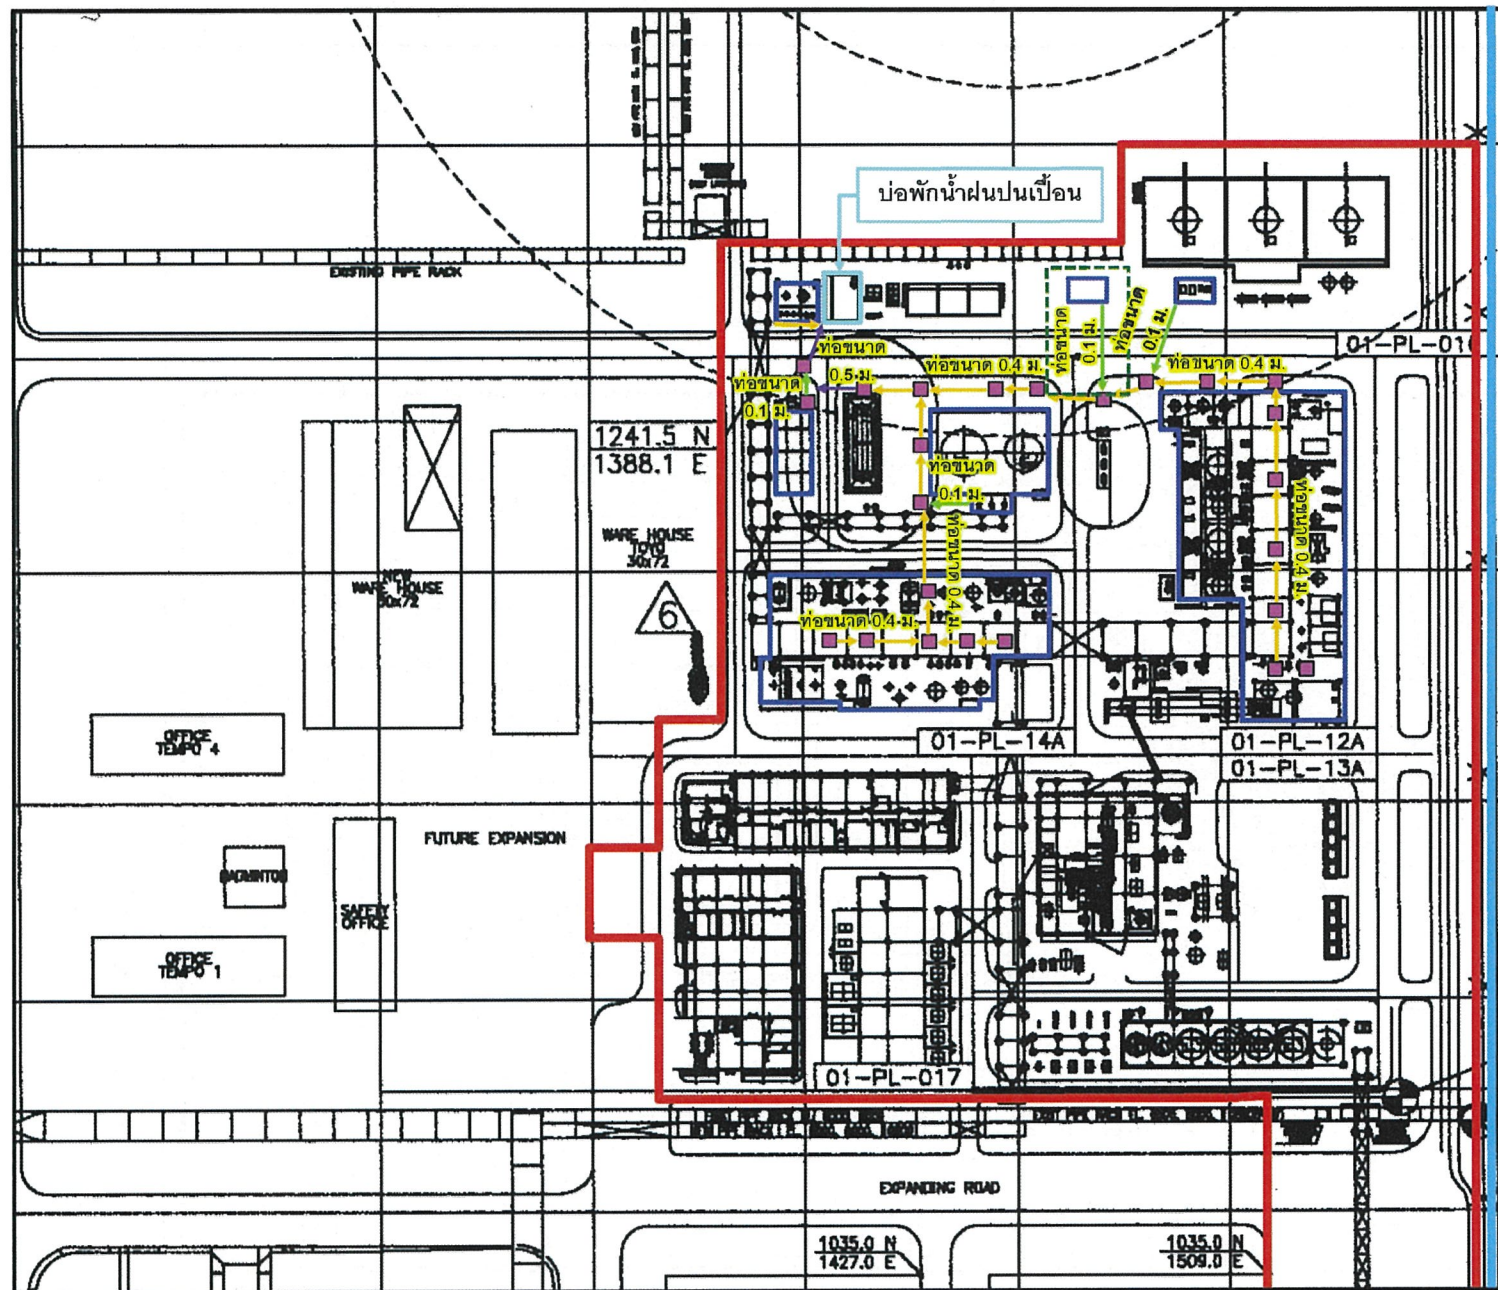 บ่อพักน้ำฝนปนเปื้อน
EXISTING PIPE RACK
ท่อขนาด
0.1 ม.
ท่อขนาด
0.1 ม.
01-PL-01
ท่อขนาด
0.5 ม.
ท่อขนาด 0.4 ม.
ท่อขนาด 0.4 ม.
ท่อขนาด
0.1 ม.
1241.5 N
1388.1 E
ท่อขนาด
0.1 ม.
WARE HOUSE
TOYO
30x72
NEW
WARE HOUSE
30x72
6
ท่อขนาด 0.4 ม.
ท่อขนาด 0.4 ม.
ท่อขนาด 0.4 ม.
OFFICE
TEMPO 4
01-PL-14A
01-PL-12A
01-PL-13A
FUTURE EXPANSION
BADMINTON
SAFETY
OFFICE
OFFICE
TEMPO 1
01-PL-017
EXPANDING ROAD
1035.0 N
1427.0 E
1035.0 N
1509.0 E